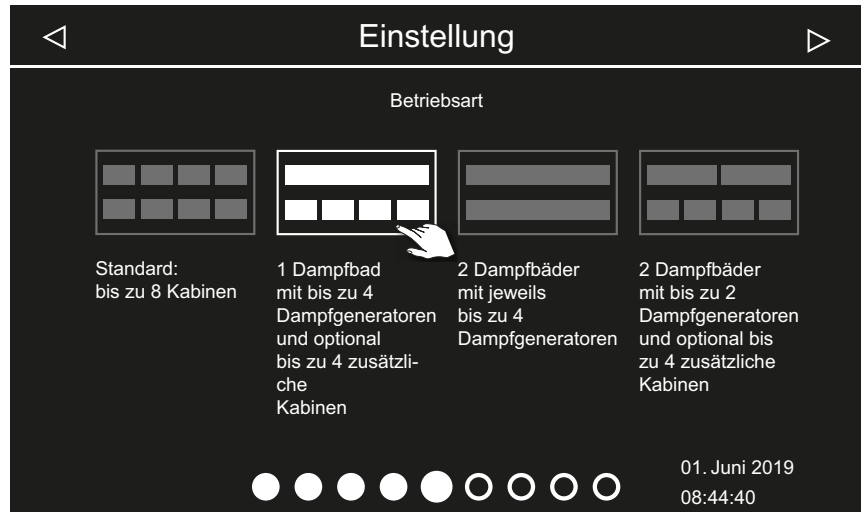 Einstellung
Betriebsart
Standard:
bis zu 8 Kabinen
1 Dampfbad
mit bis zu 4
Dampfgeneratoren
und optional
bis zu 4 zusätzli-
che
Kabinen
2 Dampfbäder
mit jeweils
bis zu 4
Dampfgeneratoren
2 Dampfbäder
mit bis zu 2
Dampfgeneratoren
und optional bis
zu 4 zusätzliche
Kabinen
01. Juni 2019
08:44:40